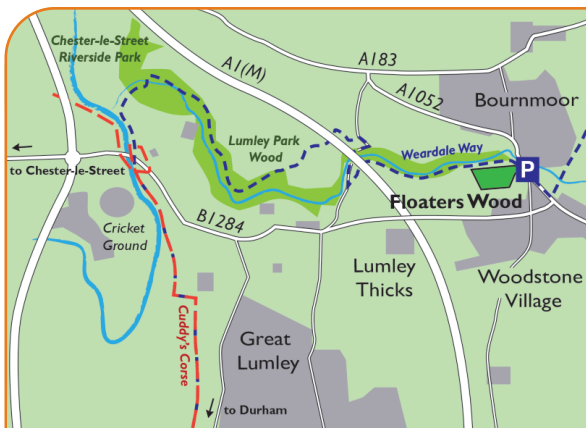 Chester-le-Street
Riverside Park
A1(M)
A183
A1052
Bournmoor
Lumley Park
Wood
Weardale Way
P
to Chester-le-Street
Floaters Wood
B1284
Cricket
Ground
Lumley
Thicks
Woodstone
Village
Cuddy's Corse
Great
Lumley
to Durham